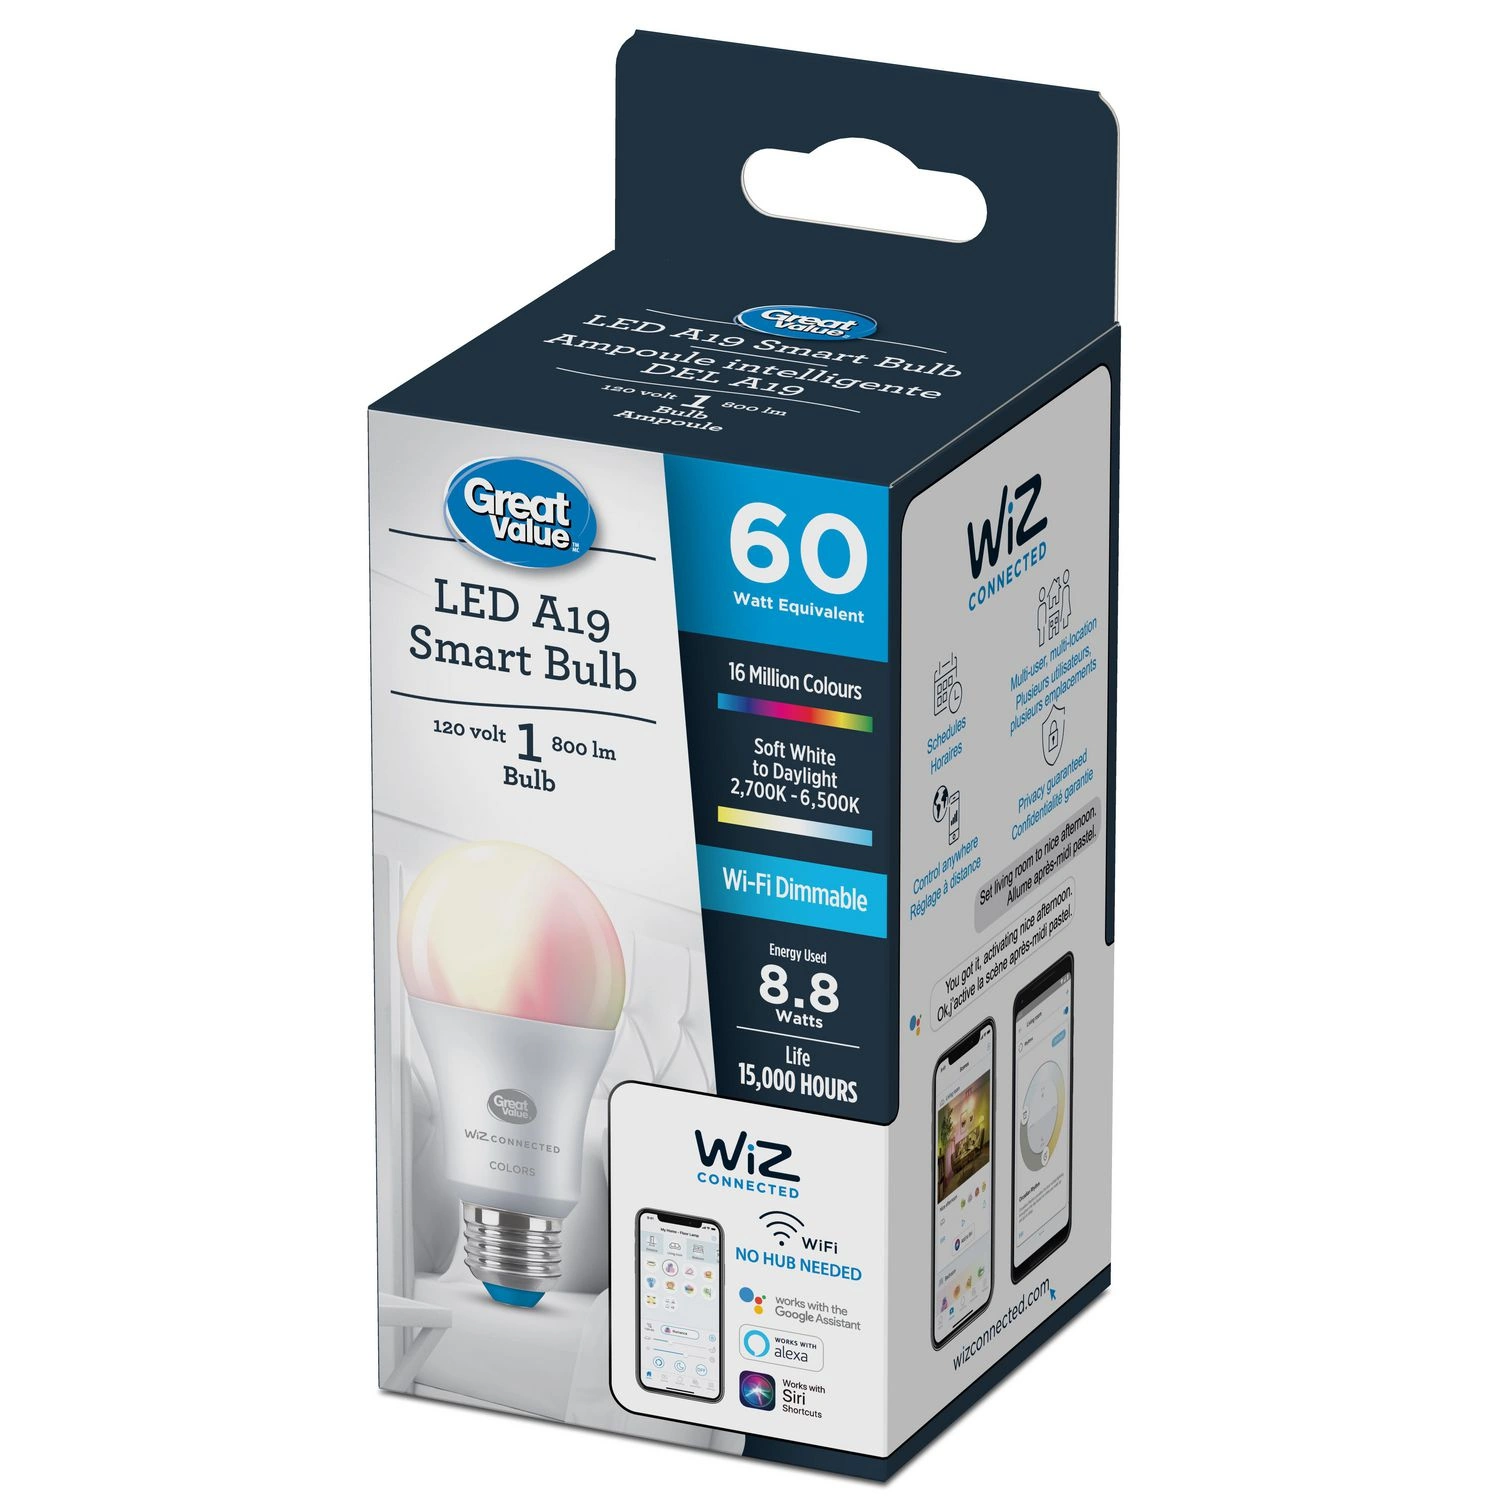 Great
Value
LED A19 Smart Bulb
Ampoule intelligente
DEL A19
120 volt 1 800 lm
Bulb
Ampoule
Great
Value
TM
MC
LED A19
Smart Bulb
120 volt 1 800 lm
Bulb
60
Watt Equivalent
16 Million Colours
Soft White
to Daylight
2,700K - 6,500K
Wi-Fi Dimmable
Energy Used
8.8
Watts
Life
15,000 HOURS
Great
Value
WiZ CONNECTED
COLORS
WiZ
CONNECTED
WiFi
NO HUB NEEDED
works with the
Google Assistant
WORKS WITH
alexa
Works with
Siri
Shortcuts
WiZ
CONNECTED
Schedules
Horaires
Multi-user, multi-location
Plusieurs utilisateurs,
plusieurs emplacements
Control anywhere
Réglage à distance
Privacy guaranteed
Confidentialité garantie
Set living room to nice afternoon.
Allume après-midi pastel.
You got it, activating nice afternoon.
Ok,j'active la scène après-midi pastel.
wizconnected.com